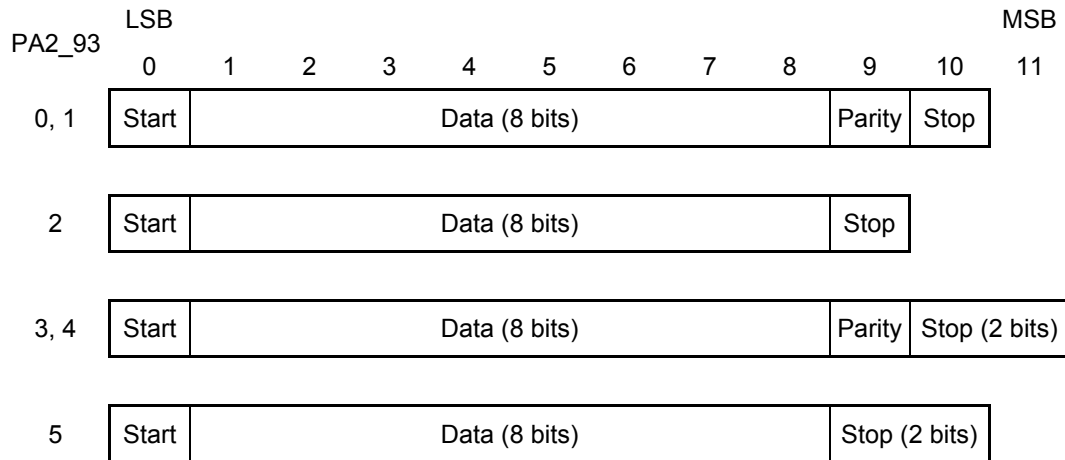 LSB MSB
PA2_93
0 1 2 3 4 5 6 7 8 9 10 11
0, 1 Start Data (8 bits) Parity Stop
2 Start Data (8 bits) Stop
3, 4 Start Data (8 bits) Parity Stop (2 bits)
5 Start Data (8 bits) Stop (2 bits)